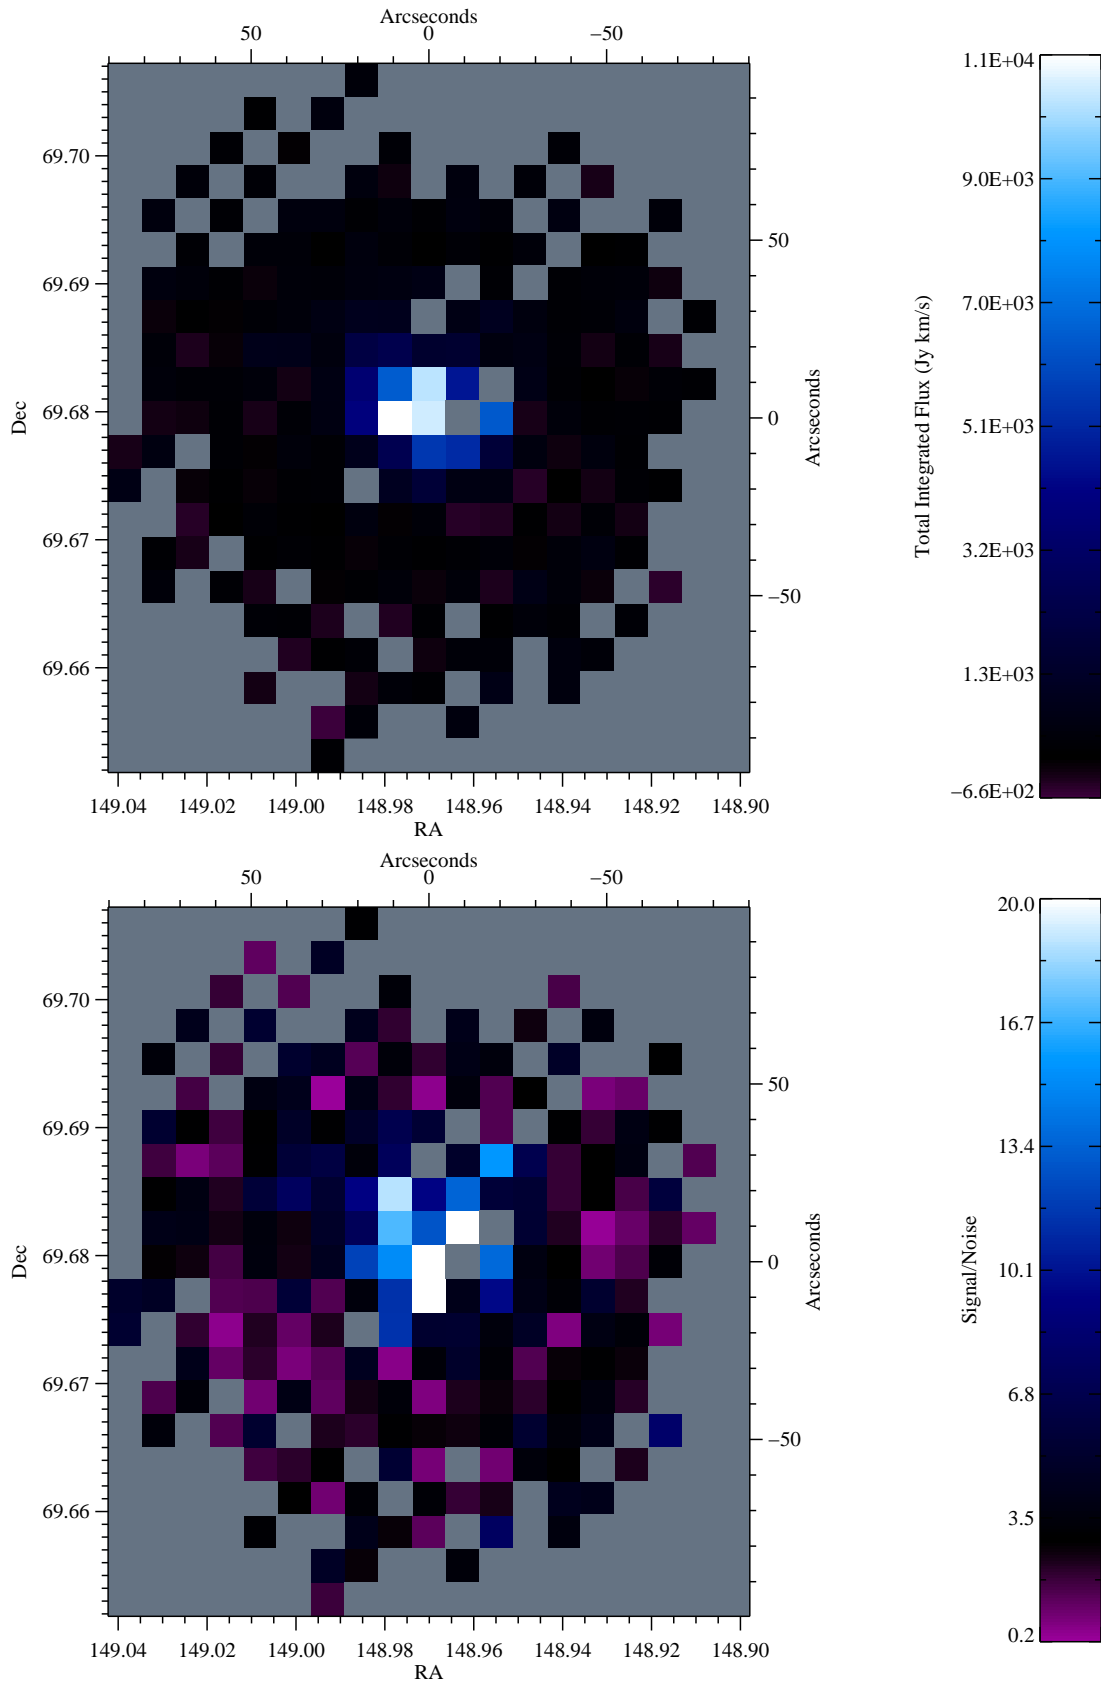 Arcseconds
50 0 −50
69.70
69.69
69.68
69.67
69.66
Dec
50
0
−50
Arcseconds
149.04 149.02 149.00 148.98 148.96 148.94 148.92 148.90
RA
1.1E+04
9.0E+03
7.0E+03
5.1E+03
3.2E+03
1.3E+03
−6.6E+02
Total Integrated Flux (Jy km/s)
Arcseconds
50 0 −50
69.70
69.69
69.68
69.67
69.66
Dec
50
0
−50
Arcseconds
149.04 149.02 149.00 148.98 148.96 148.94 148.92 148.90
RA
20.0
16.7
13.4
10.1
6.8
3.5
0.2
Signal/Noise